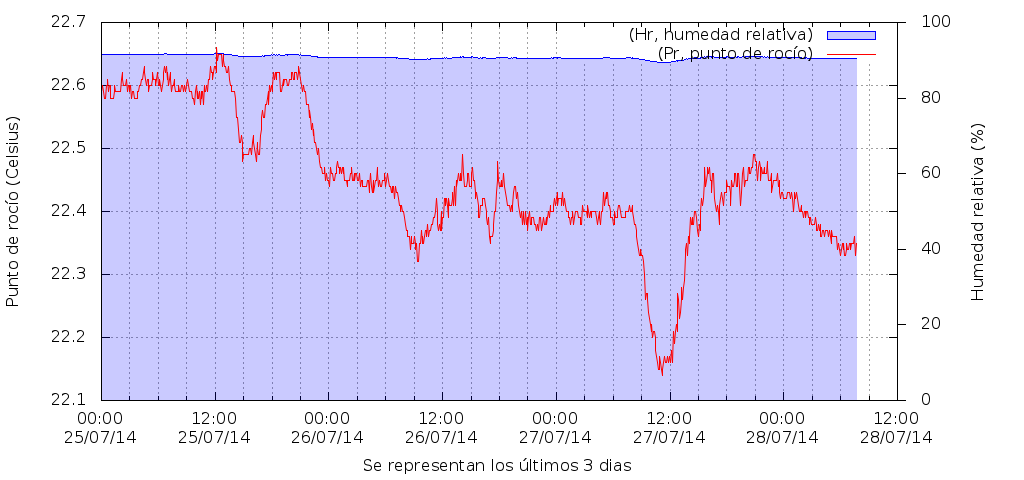 22.7
22.6
22.5
22.4
22.3
22.2
22.1
100
80
60
40
20
0
(Hr, humedad relativa)
(Pr, punto de rocío)
Punto de rocío (Celsius)
Humedad relativa (%)
00:00 12:00 00:00 12:00 00:00 12:00 00:00 12:00
25/07/14 25/07/14 26/07/14 26/07/14 27/07/14 27/07/14 28/07/14 28/07/14
Se representan los últimos 3 dias